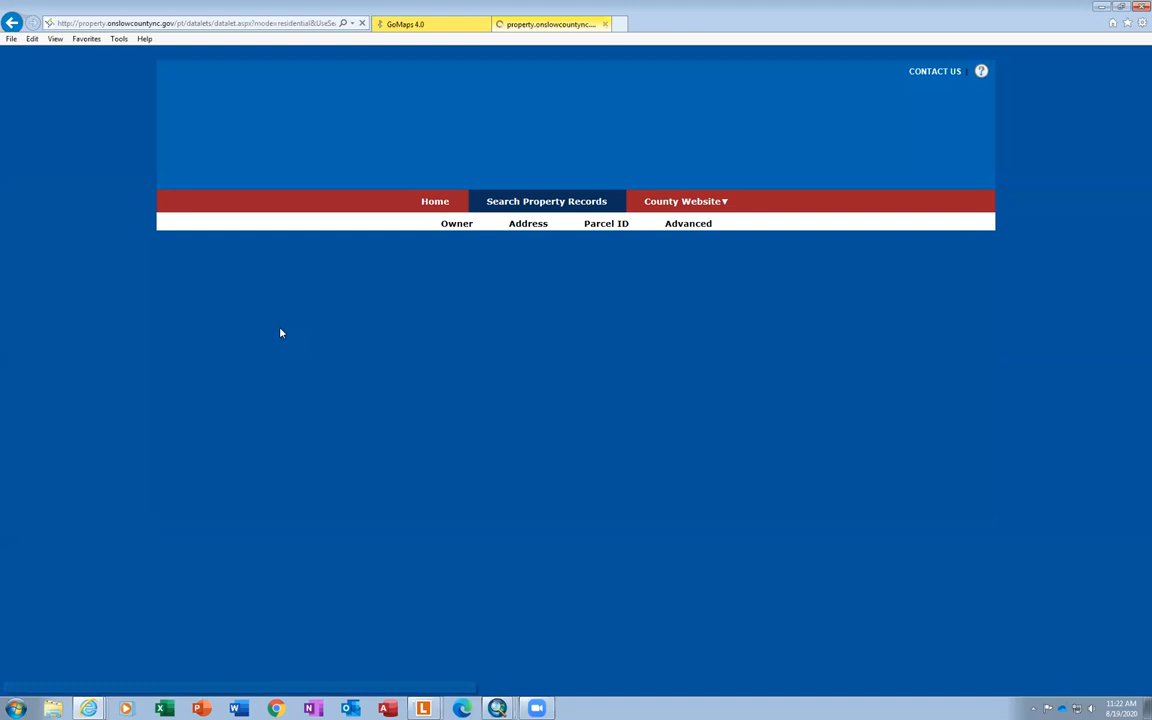 http://property.onslowcountync.gov/pt/datalets/datalet.aspx?mode=residential&UseSe
GoMaps 4.0
property.onslowcountync....
File Edit View Favorites Tools Help
CONTACT US | ?
Home Search Property Records County Website▼
Owner Address Parcel ID Advanced
11:22 AM
8/19/2020